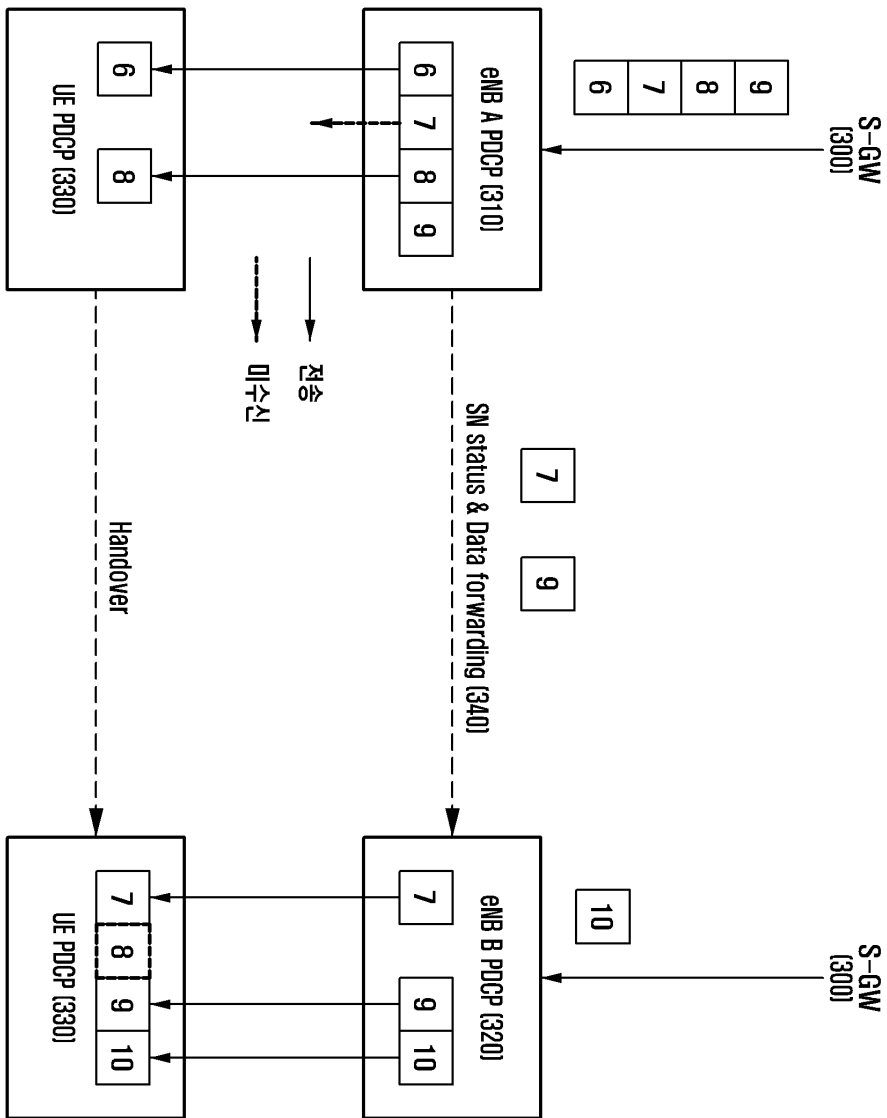 S-GW
(300)
S-GW
(300)
9
8
7
6
10
7 9
eNB A PDCP (310)
SN status & Data forwarding (340)
eNB B PDCP (320)
6 7 8 9
7 9 10
전송
미수신
6 8
Handover
7 8 9 10
UE PDCP (330)
UE PDCP (330)